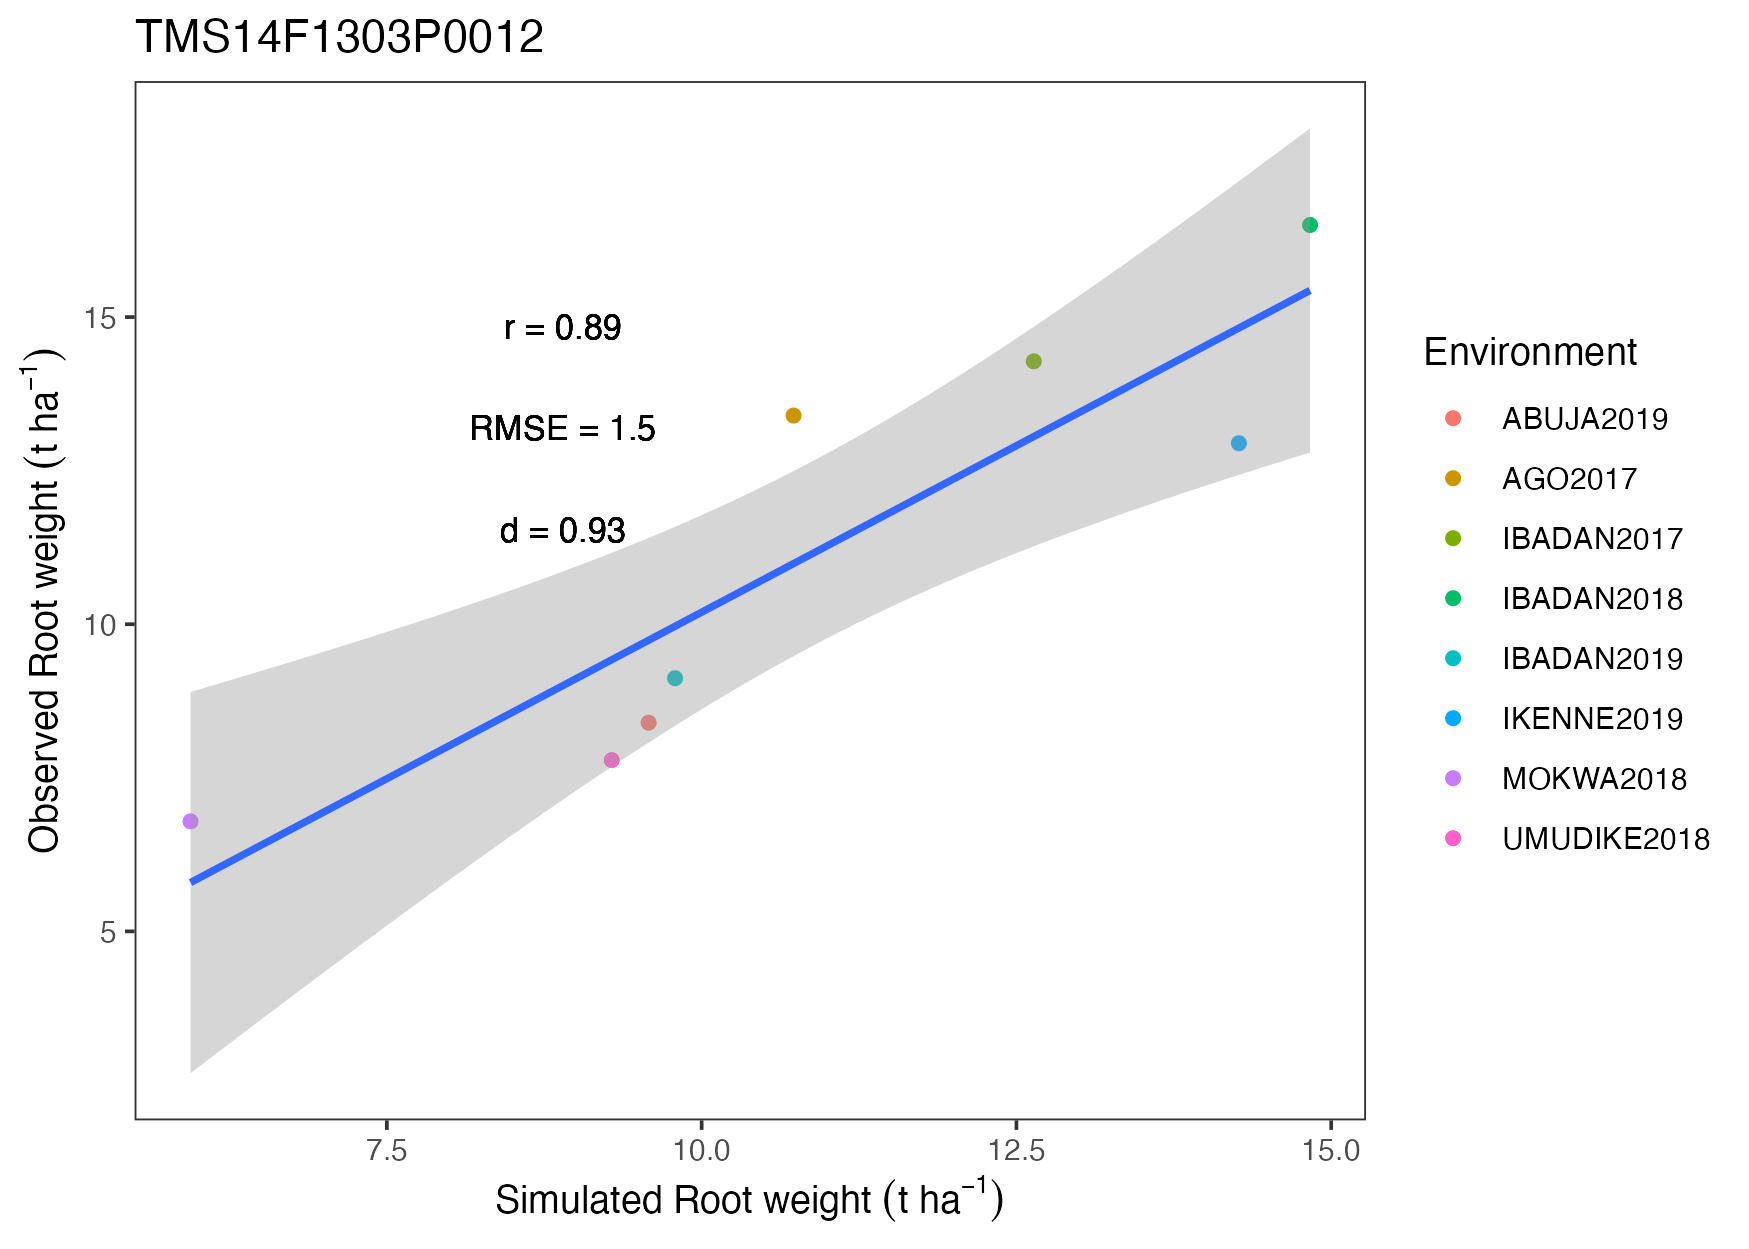 TMS14F1303P0012
Observed Root weight (t ha⁻¹)
15
10
5
r = 0.89
RMSE = 1.5
d = 0.93
7.5
10.0
12.5
15.0
Simulated Root weight (t ha⁻¹)
Environment
ABUJA2019
AGO2017
IBADAN2017
IBADAN2018
IBADAN2019
IKENNE2019
MOKWA2018
UMUDIKE2018